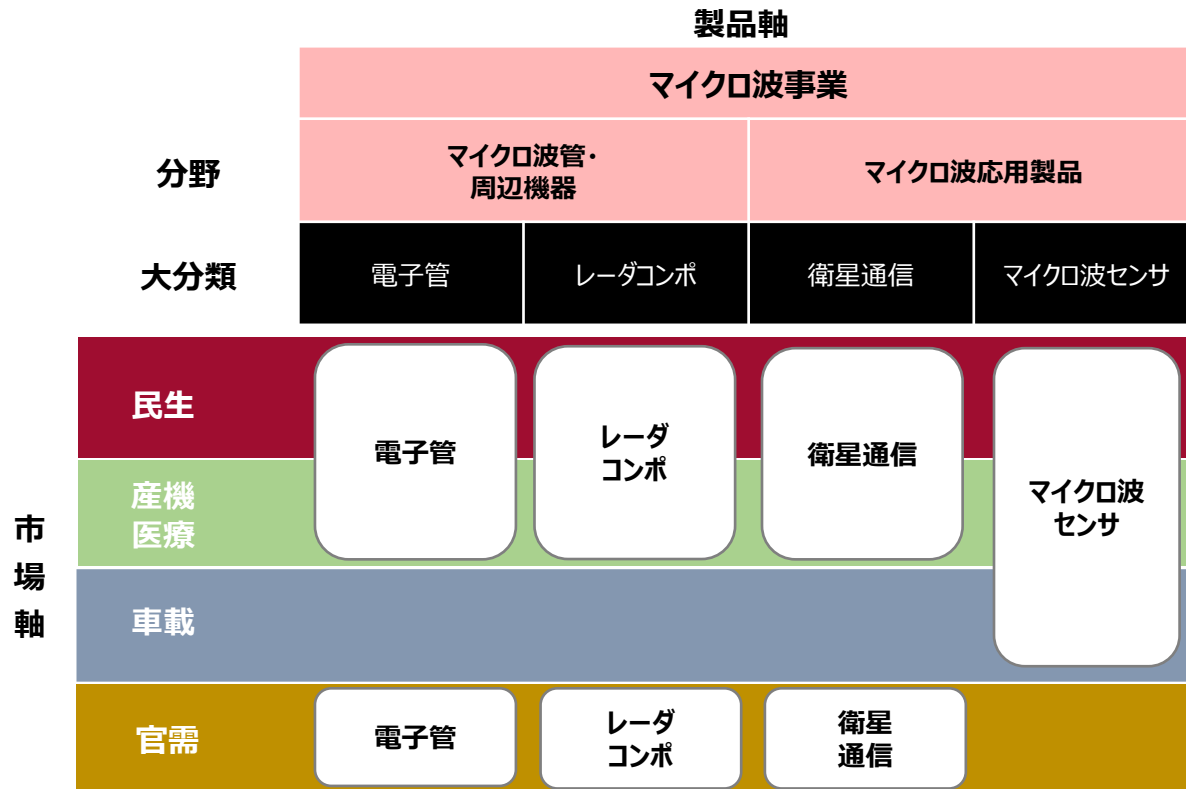 製品軸
マイクロ波事業
分野
マイクロ波管・
周辺機器
マイクロ波応用製品
大分類
電子管
レーダコンポ
衛星通信
マイクロ波センサ
市
場
軸
民生
産機
医療
車載
官需
電子管
レーダ
コンポ
衛星通信
マイクロ波
センサ
電子管
レーダ
コンポ
衛星
通信